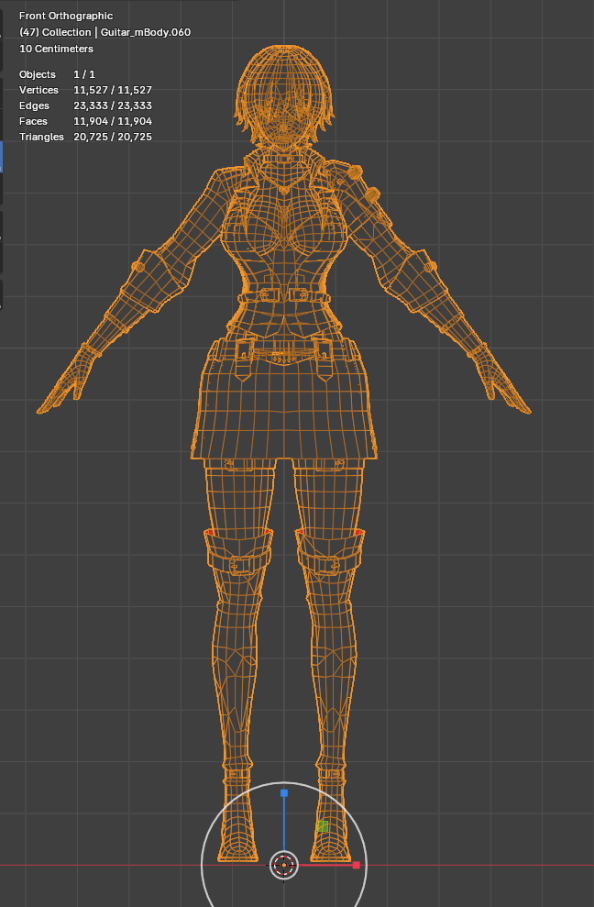 Front Orthographic
(47) Collection | Guitar_mBody.060
10 Centimeters
Objects 1 / 1
Vertices 11,527 / 11,527
Edges 23,333 / 23,333
Faces 11,904 / 11,904
Triangles 20,725 / 20,725